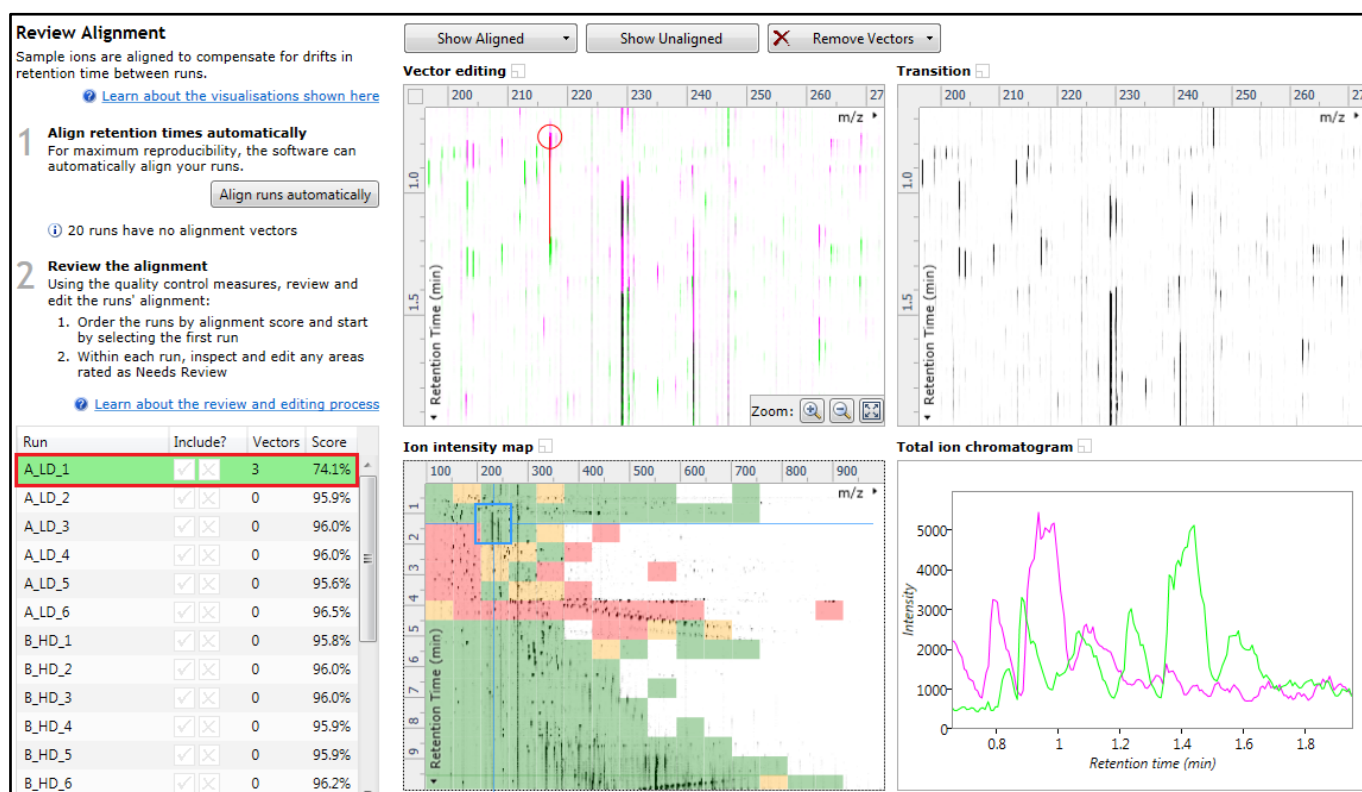 Review Alignment
Sample ions are aligned to compensate for drifts in
retention time between runs.
Learn about the visualisations shown here
1 Align retention times automatically
For maximum reproducibility, the software can
automatically align your runs.
Align runs automatically
20 runs have no alignment vectors
2 Review the alignment
Using the quality control measures, review and
edit the runs' alignment:
1. Order the runs by alignment score and start
by selecting the first run
2. Within each run, inspect and edit any areas
rated as Needs Review
Learn about the review and editing process
Run Include? Vectors Score
A_LD_1 3 74.1%
A_LD_2 0 95.9%
A_LD_3 0 96.0%
A_LD_4 0 96.0%
A_LD_5 0 95.6%
A_LD_6 0 96.5%
B_HD_1 0 95.8%
B_HD_2 0 96.0%
B_HD_3 0 96.0%
B_HD_4 0 95.9%
B_HD_5 0 95.9%
B_HD_6 0 96.2%
Show Aligned Show Unaligned Remove Vectors
Vector editing
200 210 220 230 240 250 260 27
m/z
1.0
1.5
Retention Time (min)
Zoom:
Transition
200 210 220 230 240 250 260 27
m/z
1.0
1.5
Retention Time (min)
Ion intensity map
100 200 300 400 500 600 700 800 900
m/z
1
2
3
4
5
6
7
8
9
Retention Time (min)
Total ion chromatogram
5000
4000
3000
2000
1000
0
Intensity
0.8 1 1.2 1.4 1.6 1.8
Retention time (min)